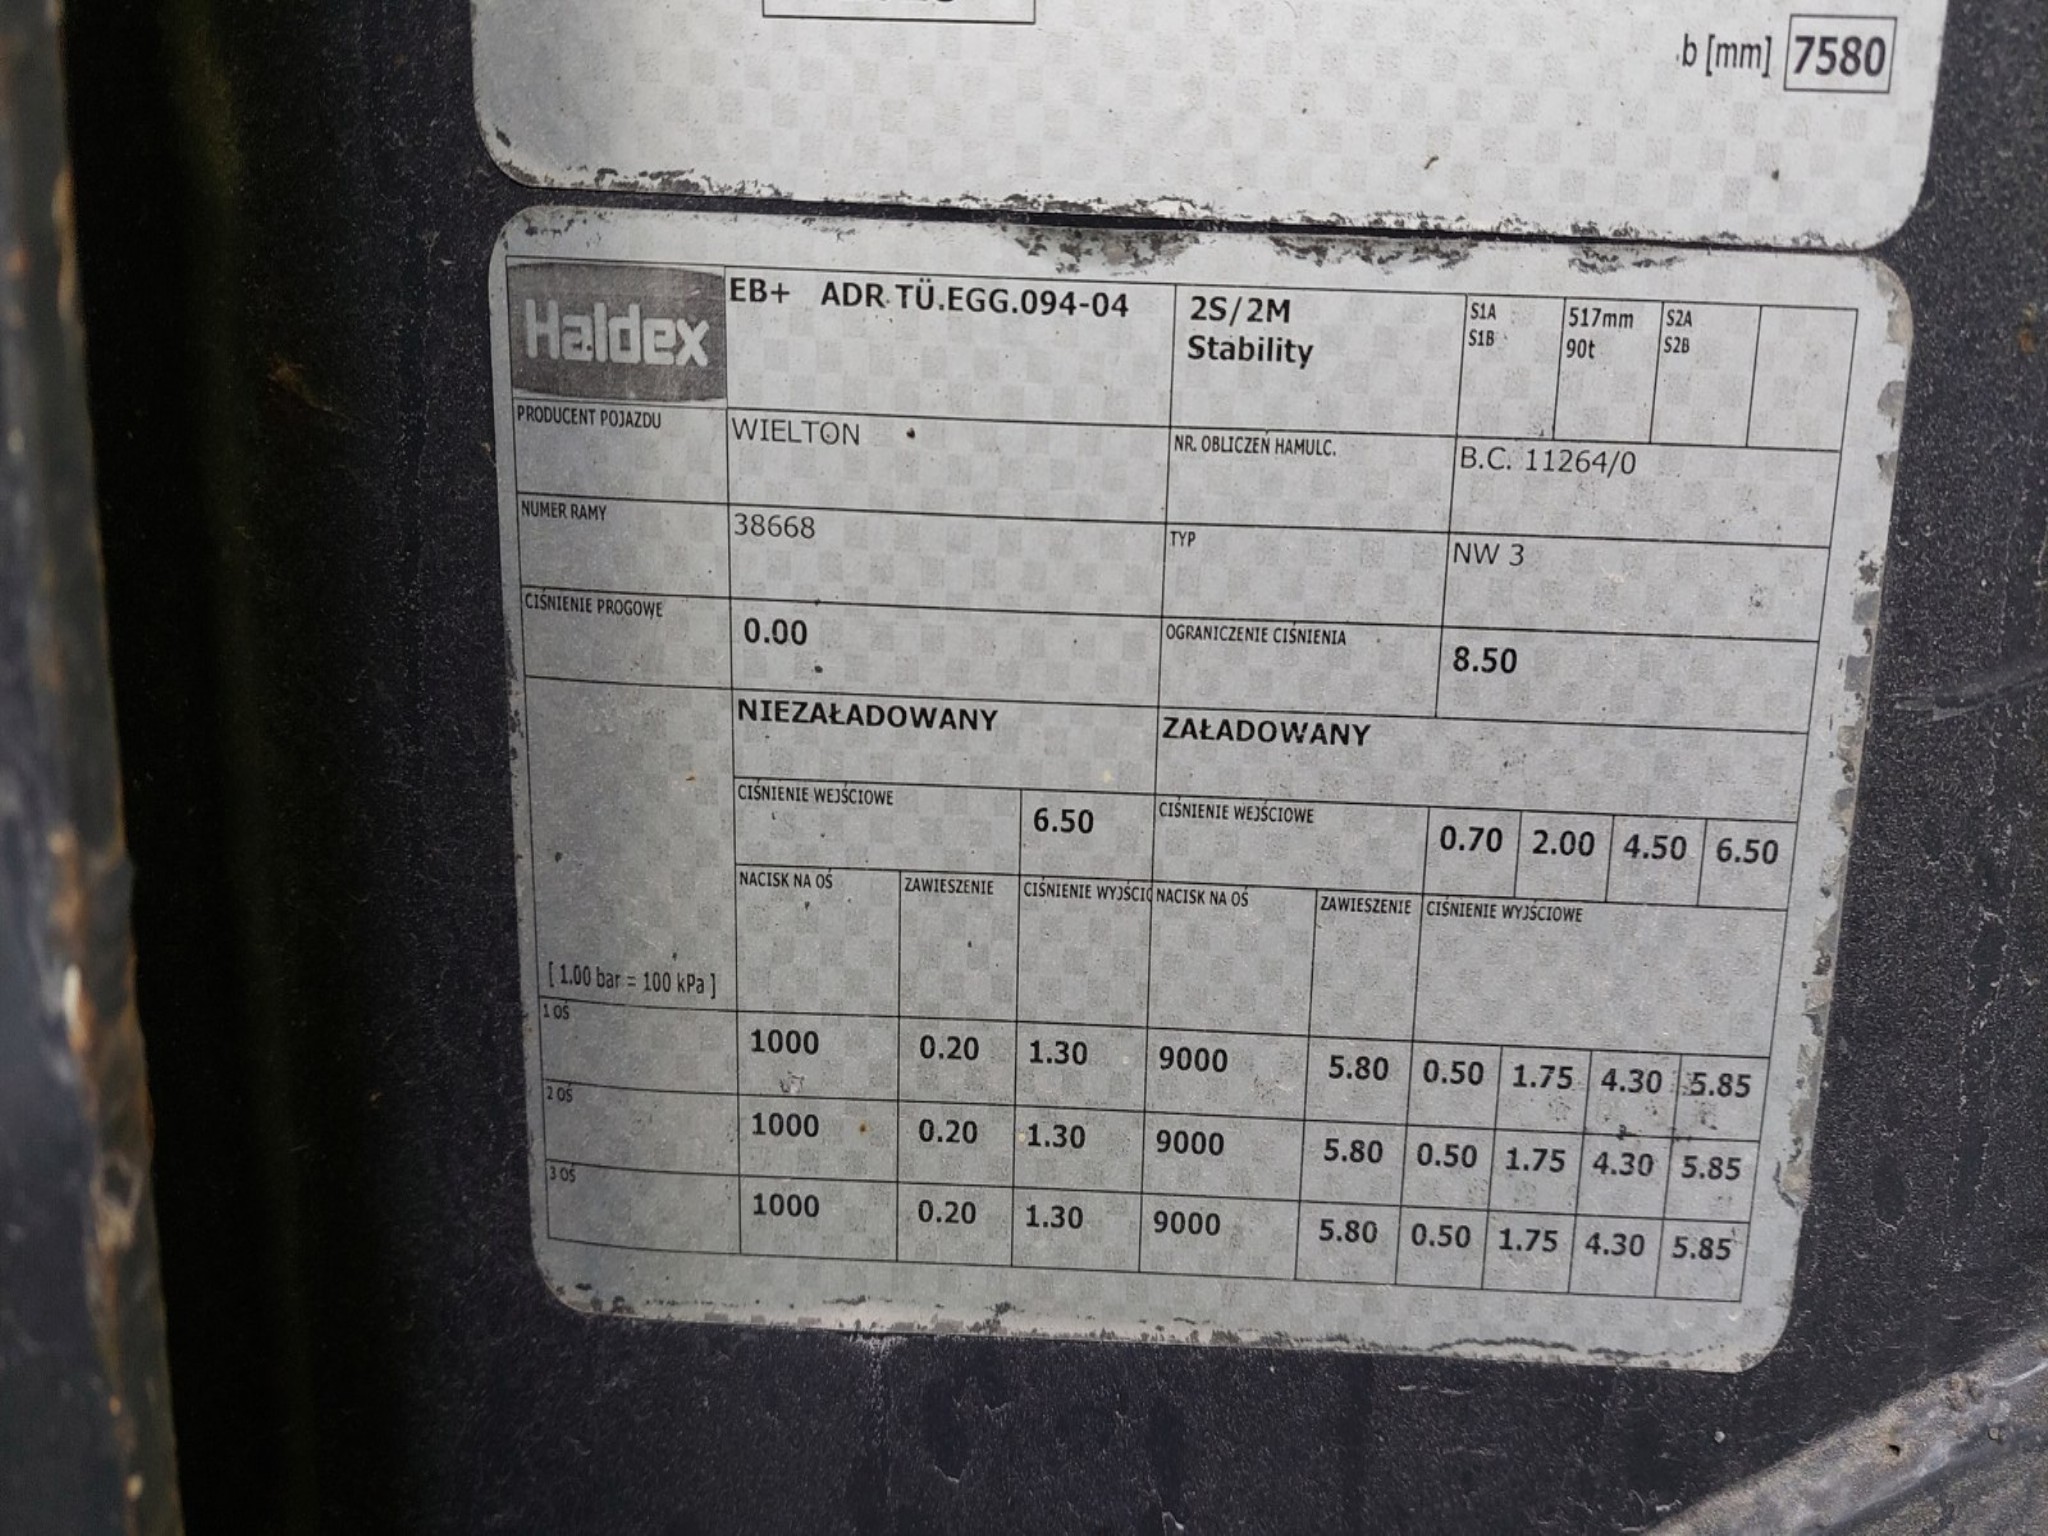 b [mm] 7580
Haldex EB+ ADR TÜ.EGG.094-04 2S/2M Stability S1A S1B 517mm 90t S2A S2B
PRODUCENT POJAZDU WIELTON NR. OBLICZEŃ HAMULC. B.C. 11264/0
NUMER RAMY 38668 TYP NW 3
CIŚNIENIE PROGOWE 0.00 OGRANICZENIE CIŚNIENIA 8.50
NIEZAŁADOWANY ZAŁADOWANY
CIŚNIENIE WEJŚCIOWE 6.50 CIŚNIENIE WEJŚCIOWE 0.70 2.00 4.50 6.50
NACISK NA OŚ ZAWIESZENIE CIŚNIENIE WYJŚCIO NACISK NA OŚ ZAWIESZENIE CIŚNIENIE WYJŚCIOWE
[ 1.00 bar = 100 kPa ]
1 OŚ 1000 0.20 1.30 9000 5.80 0.50 1.75 4.30 5.85
2 OŚ 1000 0.20 1.30 9000 5.80 0.50 1.75 4.30 5.85
3 OŚ 1000 0.20 1.30 9000 5.80 0.50 1.75 4.30 5.85